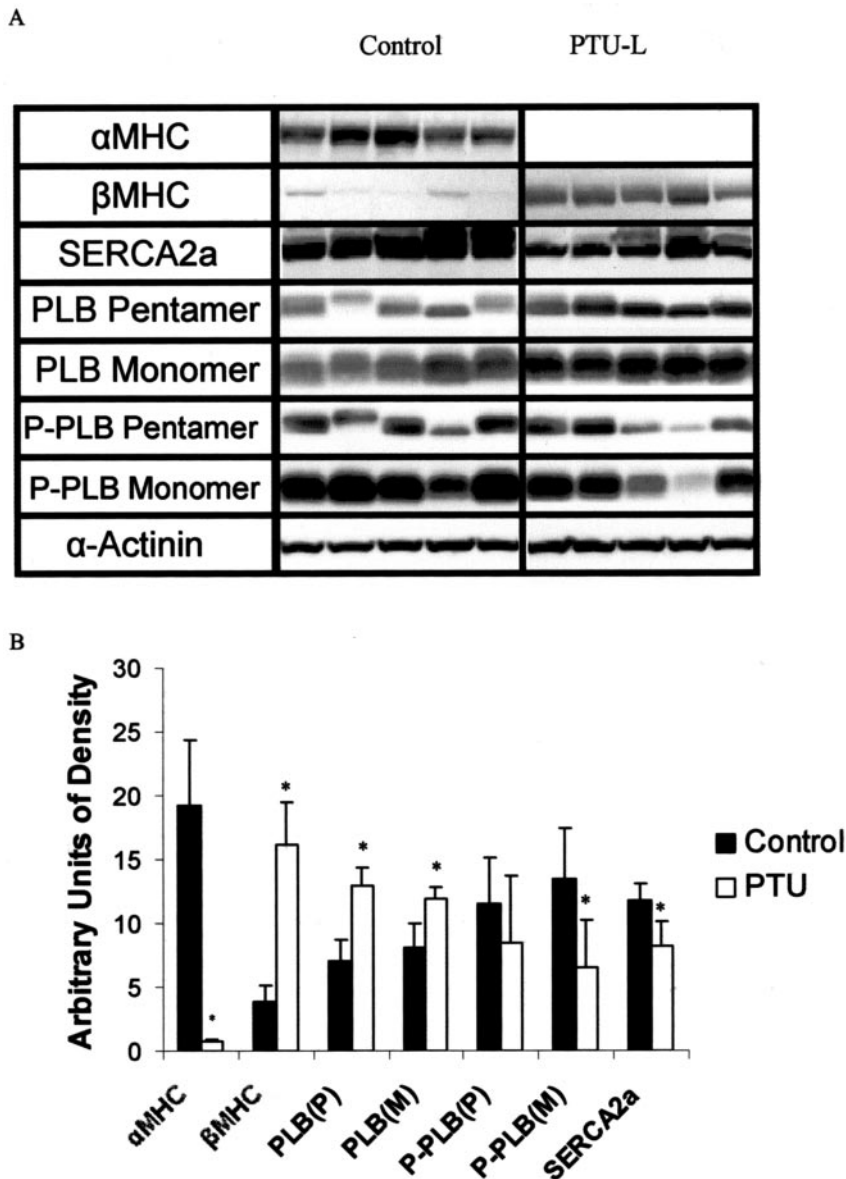 A
Control PTU-L
αMHC
βMHC
SERCA2a
PLB Pentamer
PLB Monomer
P-PLB Pentamer
P-PLB Monomer
α-Actinin
B
Arbitrary Units of Density
30
25
20
15
10
5
0
*
*
*
*
*
*
Control
PTU
αMHC
βMHC
PLB(P)
PLB(M)
P-PLB(P)
P-PLB(M)
SERCA2a